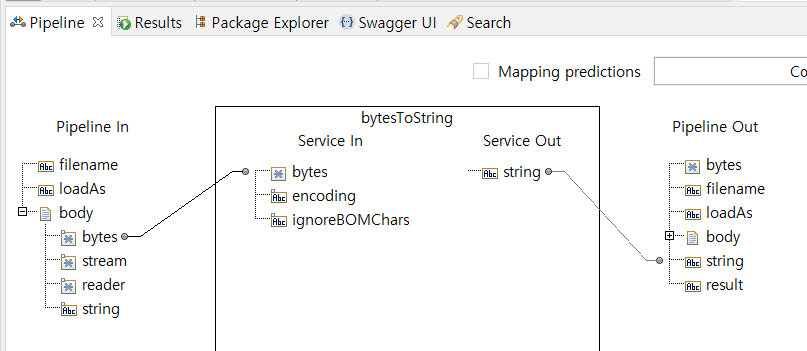 Pipeline Results Package Explorer Swagger UI Search
Mapping predictions Co
bytesToString
Pipeline In Service In Service Out Pipeline Out
filename bytes string bytes
loadAs encoding filename
body ignoreBOMChars loadAs
bytes body
stream string
reader result
string